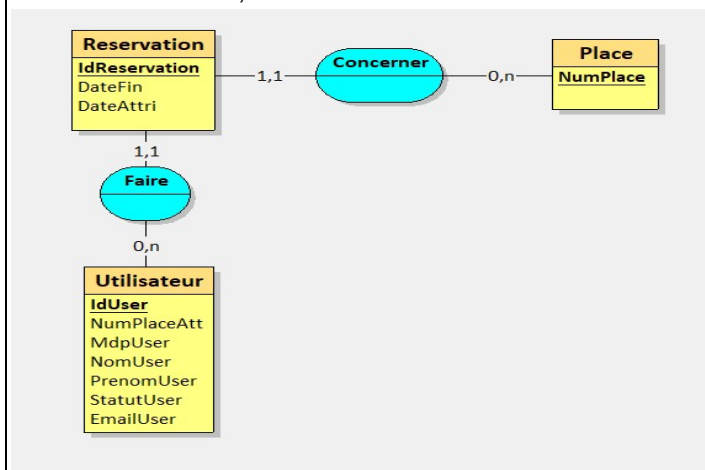 Reservation
IdReservation
DateFin
DateAttri
1,1
Concerner
0,n
Place
NumPlace
1,1
Faire
0,n
Utilisateur
IdUser
NumPlaceAtt
MdpUser
NomUser
PrenomUser
StatutUser
EmailUser